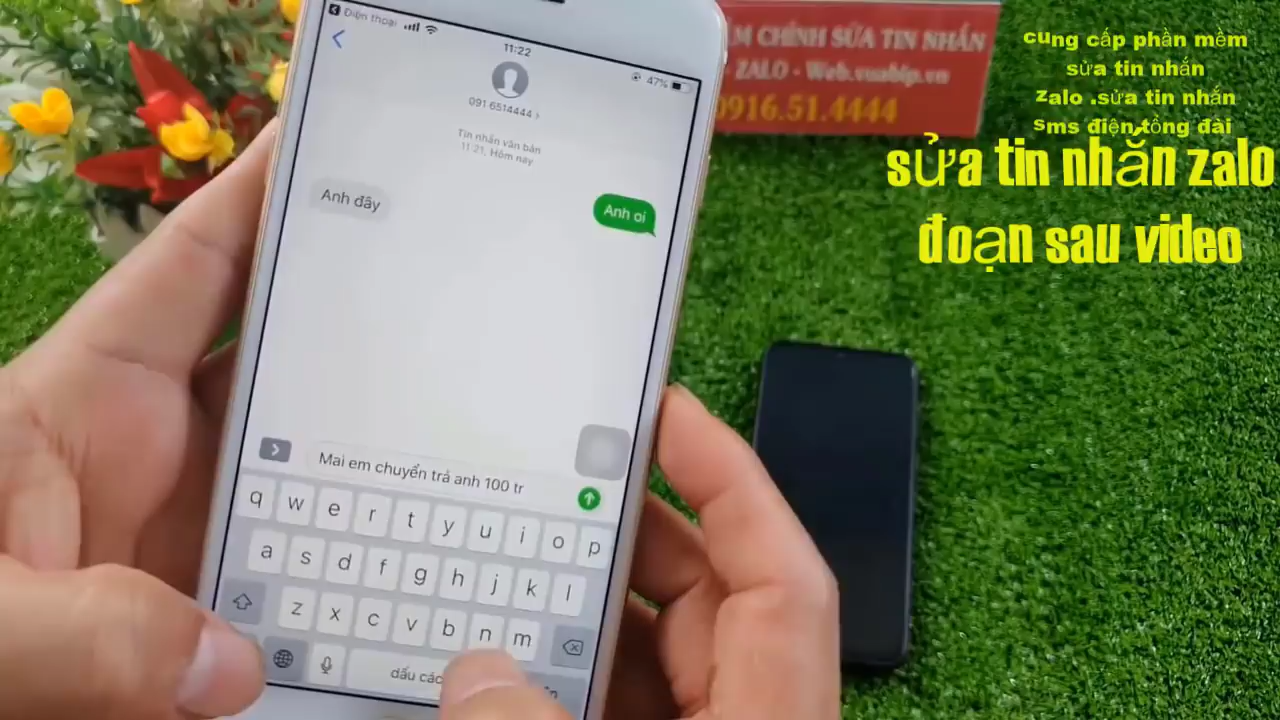 Điện thoại
11:22
47%
091 6514444 >
Tin nhắn văn bản
11:21, Hôm nay
Anh ơi
Anh đây
Mai em chuyển trả anh 100 tr
q w e r t y u i o p
a s d f g h j k l
z x c v b n m
dấu các
M CHỈNH SỬA TIN NHẮN
- ZALO - Web.vuabip.vn
0916.51.4444
cung cấp phần mềm
sửa tin nhắn
zalo .sửa tin nhắn
sms điện,tổng đài
sửa tin nhắn zalo
đoạn sau video